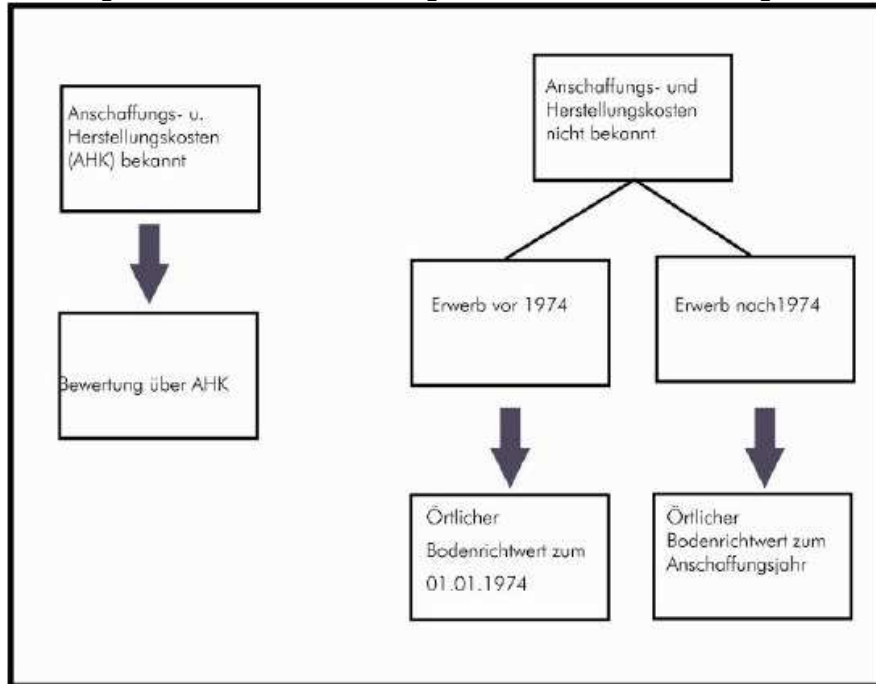 Anschaffungs- u.
Herstellungskosten
(AHK) bekannt
Bewertung über AHK
Anschaffungs- und
Herstellungskosten
nicht bekannt
Erwerb vor 1974
Erwerb nach1974
Örtlicher
Bodenrichtwert zum
01.01.1974
Örtlicher
Bodenrichtwert zum
Anschaffungsjahr